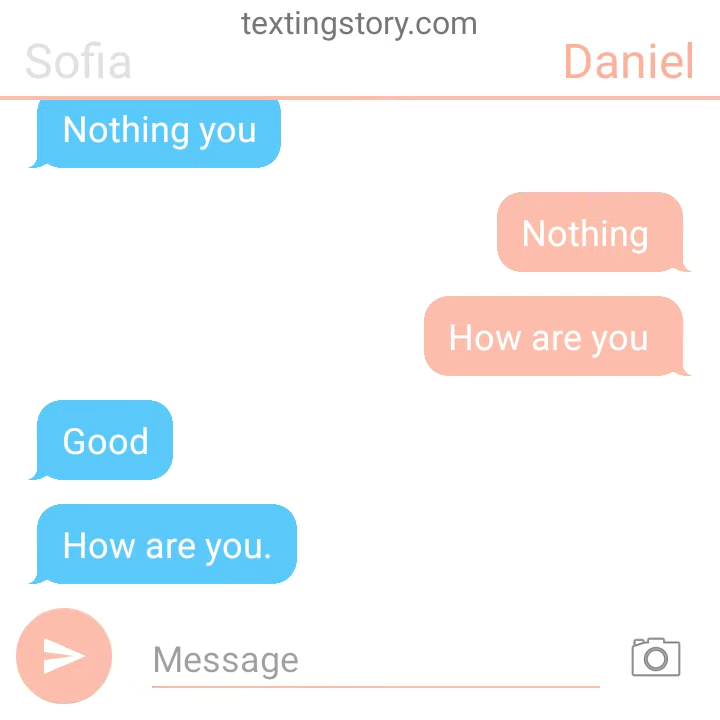 textingstory.com
Sofia
Daniel
Nothing you
Nothing
How are you
Good
How are you.
Message